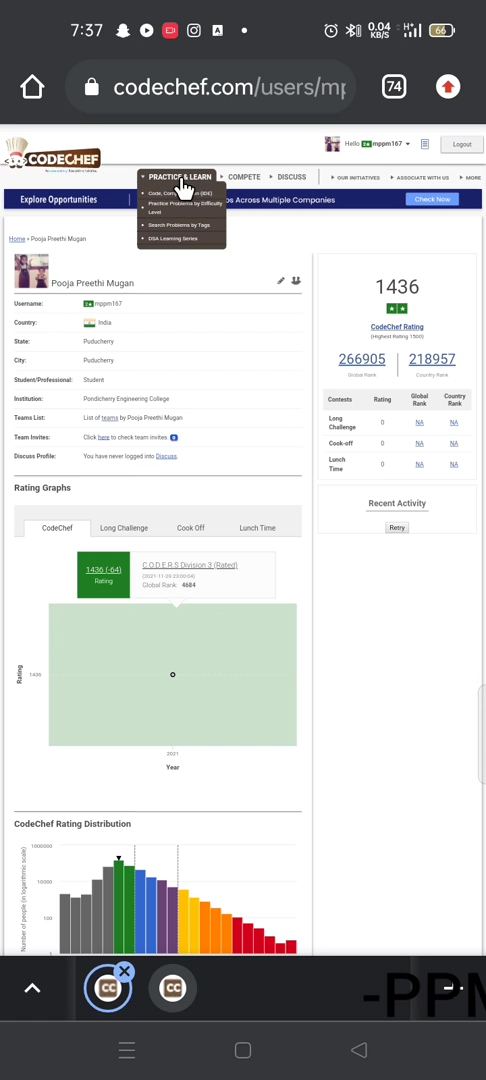 7:37
0.04
KB/S
H+
66
codechef.com/users/mp
74
CODECHEF
Hello 2★ mppm167
Logout
PRACTICE & LEARN
COMPETE
DISCUSS
OUR INITIATIVES
ASSOCIATE WITH US
MORE
Explore Opportunities
Across Multiple Companies
Check Now
Practice Problems by Difficulty
Level
Search Problems by Tags
DSA Learning Series
Home » Pooja Preethi Mugan
Pooja Preethi Mugan
Username: 2★ mppm167
Country: India
State: Puducherry
City: Puducherry
Student/Professional: Student
Institution: Pondicherry Engineering College
Teams List: List of teams by Pooja Preethi Mugan
Team Invites: Click here to check team invites. 0
Discuss Profile: You have never logged into Discuss.
1436
★ ★
CodeChef Rating
(Highest Rating 1500)
266905 218957
Global Rank Country Rank
Contests Rating Global Rank Country Rank
Long Challenge 0 NA NA
Cook-off 0 NA NA
Lunch Time 0 NA NA
Recent Activity
Retry
Rating Graphs
CodeChef Long Challenge Cook Off Lunch Time
1436 (-64)
Rating
C.O.D.E.R.S Division 3 (Rated)
Global Rank: 4684
Rating
1436
2021
Year
CodeChef Rating Distribution
Number of people (in logarithmic scale)
1000000
10000
100
CC
CC
-PPM